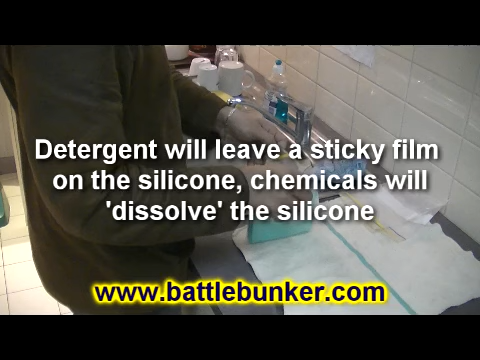 Detergent will leave a sticky film
on the silicone, chemicals will
'dissolve' the silicone
www.battlebunker.com